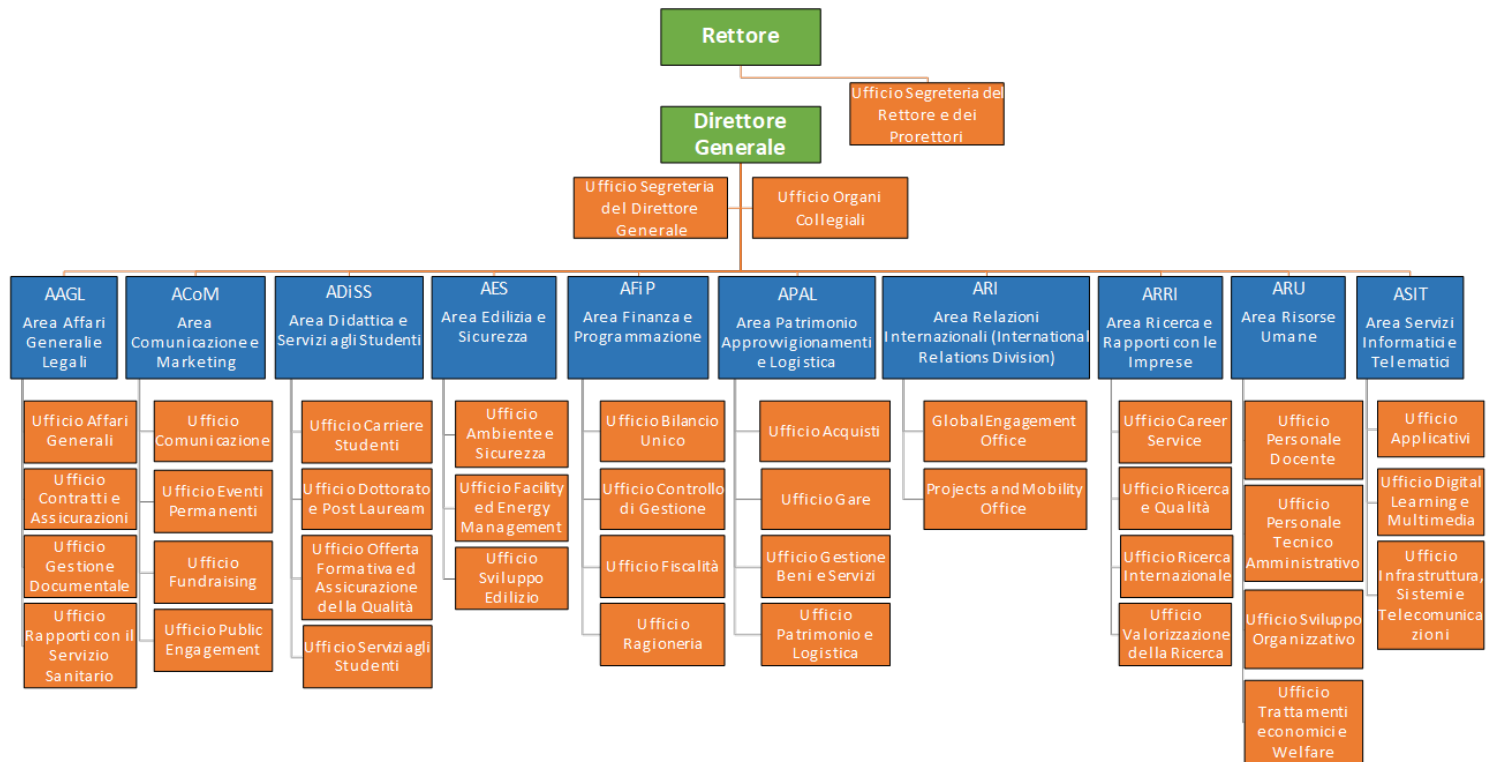 Rettore
Ufficio Segreteria del
Rettore e dei
Prorettori
Direttore
Generale
Ufficio Segreteria
del Direttore
Generale
Ufficio Organi
Collegiali
AAGL
Area Affari
Generali e
Legali
Ufficio Affari
Generali
Ufficio
Contratti e
Assicurazioni
Ufficio
Gestione
Documentale
Ufficio
Rapporti con il
Servizio
Sanitario
ACoM
Area
Comunicazione e
Marketing
Ufficio
Comunicazione
Ufficio Eventi
Permanenti
Ufficio
Fundraising
Ufficio Public
Engagement
ADiSS
Area Didattica e
Servizi agli Studenti
Ufficio Carriere
Studenti
Ufficio Dottorato
e Post Lauream
Ufficio Offerta
Formativa ed
Assicurazione
della Qualità
Ufficio Servizi agli
Studenti
AES
Area Edilizia e
Sicurezza
Ufficio
Ambiente e
Sicurezza
Ufficio Facility
ed Energy
Management
Ufficio
Sviluppo
Edilizio
AFiP
Area Finanza e
Programmazione
Ufficio Bilancio
Unico
Ufficio Controllo
di Gestione
Ufficio Fiscalità
Ufficio
Ragioneria
APAL
Area Patrimonio
Approvvigionamenti
e Logistica
Ufficio Acquisti
Ufficio Gare
Ufficio Gestione
Beni e Servizi
Ufficio
Patrimonio e
Logistica
ARI
Area Relazioni
Internazionali (International
Relations Division)
Global Engagement
Office
Projects and Mobility
Office
ARRI
Area Ricerca e
Rapporti con le
Imprese
Ufficio Career
Service
Ufficio Ricerca
e Qualità
Ufficio Ricerca
Internazionale
Ufficio
Valorizzazione
della Ricerca
ARU
Area Risorse
Umane
Ufficio
Personale
Docente
Ufficio
Personale
Tecnico
Amministrativo
Ufficio Sviluppo
Organizzativo
Ufficio
Trattamenti
economici e
Welfare
ASIT
Area Servizi
Informatici e
Telematici
Ufficio
Applicativi
Ufficio Digital
Learning e
Multimedia
Ufficio
Infrastruttura,
Sistemi e
Telecomunica
zioni